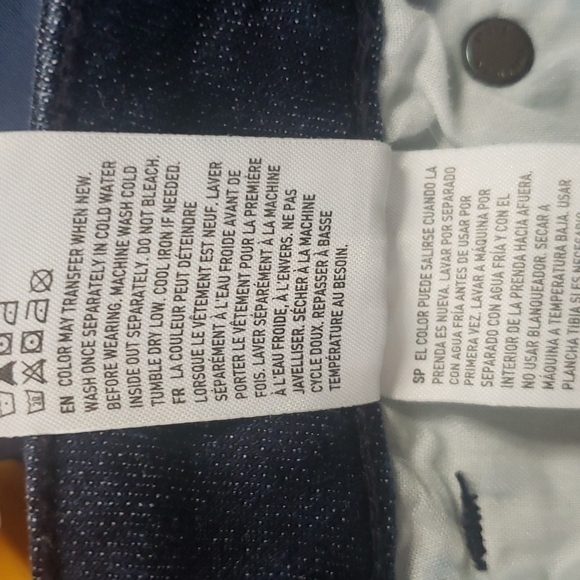 EN COLOR MAY TRANSFER WHEN NEW.
WASH ONCE SEPARATELY IN COLD WATER
BEFORE WEARING, MACHINE WASH COLD
INSIDE OUT SEPARATELY. DO NOT BLEACH.
TUMBLE DRY LOW. COOL IRON IF NEEDED.
FR LA COULEUR PEUT DÉTEINDRE
LORSQUE LE VÊTEMENT EST NEUF. LAVER
SÉPAREMENT À L'EAU FROIDE AVANT DE
PORTER LE VÊTEMENT POUR LA PREMIÈRE
FOIS. LAVER SÉPARÉMENT À LA MACHINE
À L'EAU FROIDE, À L'ENVERS. NE PAS
JAVELLISER. SÉCHER À LA MACHINE
CYCLE DOUX. REPASSER À BASSE
TEMPÉRATURE AU BESOIN.
SP EL COLOR PUEDE SALIRSE CUANDO LA
PRENDA ES NUEVA. LAVAR POR SEPARADO
CON AGUA FRÍA ANTES DE USAR POR
PRIMERA VEZ. LAVAR A MÁQUINA POR
SEPARADO CON AGUA FRÍA Y CON EL
INTERIOR DE LA PRENDA HACIA AFUERA.
NO USAR BLANQUEADOR. SECAR A
MÁQUINA A TEMPERATURA BAJA. USAR
PLANCHA TIBIA SI ES NECESARIO.